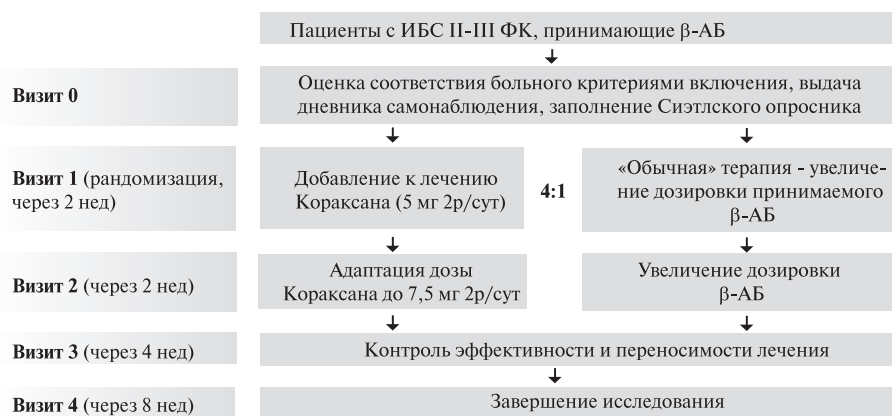 Пациенты с ИБС II-III ФК, принимающие β-АБ
Визит 0
Оценка соответствия больного критериями включения, выдача
дневника самонаблюдения, заполнение Сиэтлского опросника
Визит 1 (рандомизация,
через 2 нед)
Добавление к лечению
Кораксана (5 мг 2р/сут)
4:1
«Обычная» терапия - увеличе-
ние дозировки принимаемого
β-АБ
Визит 2 (через 2 нед)
Адаптация дозы
Кораксана до 7,5 мг 2р/сут
Увеличение дозировки
β-АБ
Визит 3 (через 4 нед)
Контроль эффективности и переносимости лечения
Визит 4 (через 8 нед)
Завершение исследования